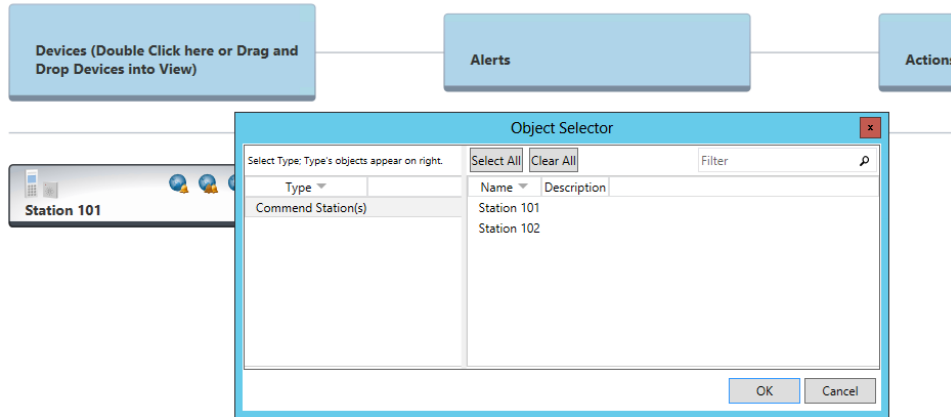 Devices (Double Click here or Drag and
Drop Devices into View)
Alerts
Actions
Object Selector
x
Select Type; Type's objects appear on right.
Select All
Clear All
Filter
Type
Name
Description
Commend Station(s)
Station 101
Station 102
Station 101
OK
Cancel